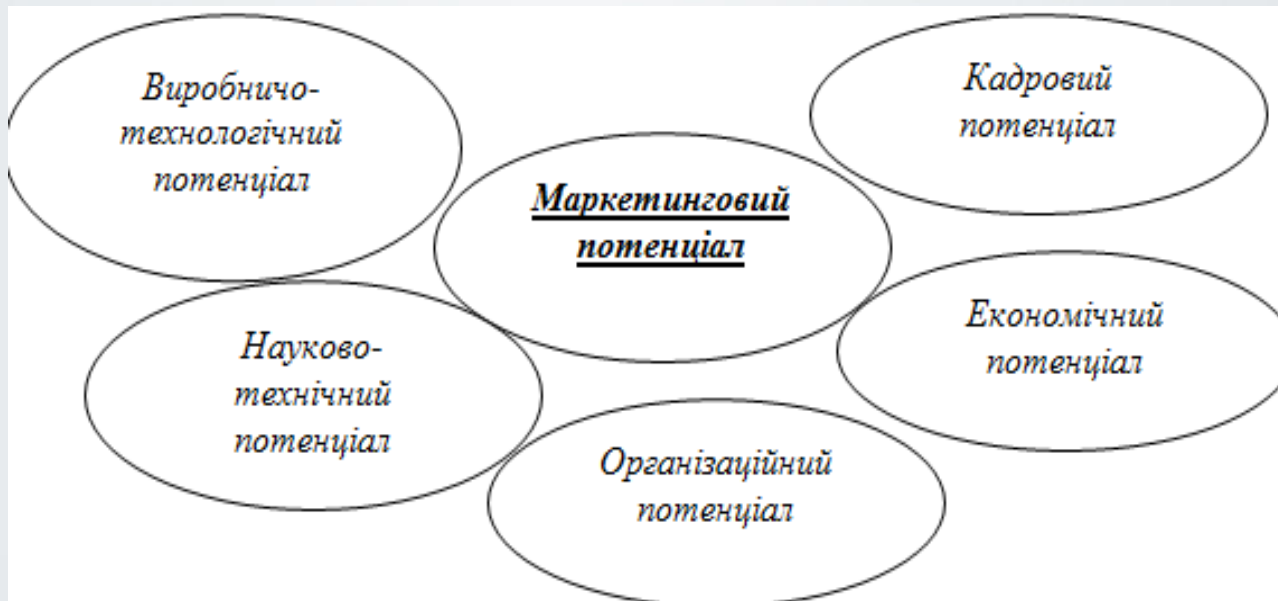 Виробничо-
технологічний
потенціал
Кадровий
потенціал
Маркетинговий
потенціал
Економічний
потенціал
Науково-
технічний
потенціал
Організаційний
потенціал